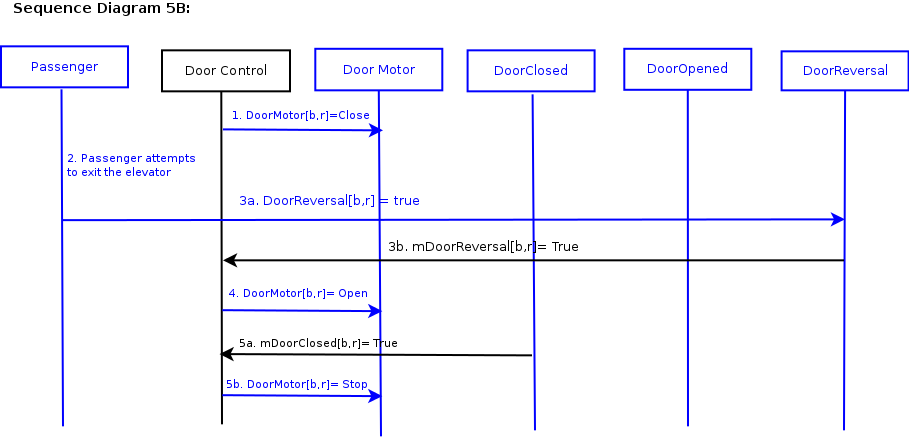 Sequence Diagram 5B:
Passenger
Door Control
Door Motor
DoorClosed
DoorOpened
DoorReversal
1. DoorMotor[b,r]=Close
2. Passenger attempts
to exit the elevator
3a. DoorReversal[b,r] = true
3b. mDoorReversal[b,r]= True
4. DoorMotor[b,r]= Open
5a. mDoorClosed[b,r]= True
5b. DoorMotor[b,r]= Stop